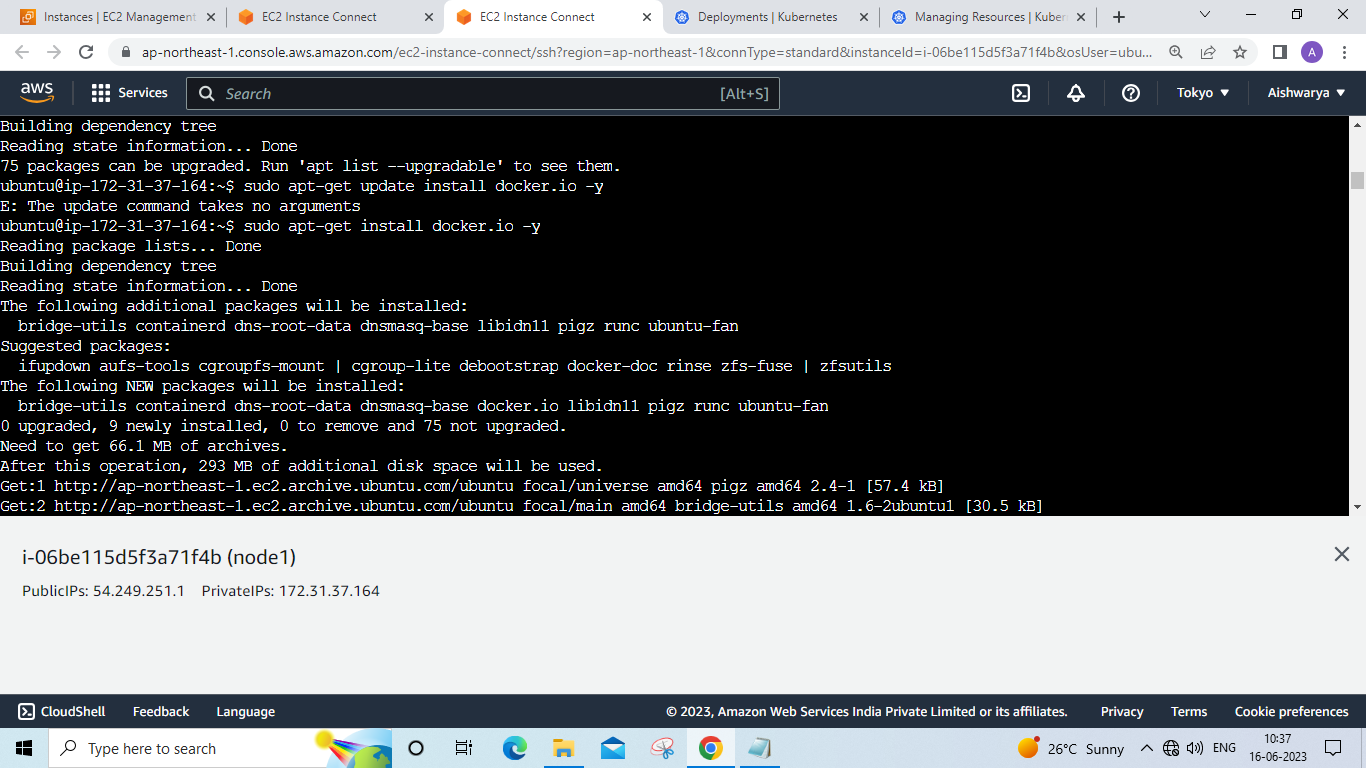 Instances | EC2 Management
EC2 Instance Connect
EC2 Instance Connect
Deployments | Kubernetes
Managing Resources | Kuber
ap-northeast-1.console.aws.amazon.com/ec2-instance-connect/ssh?region=ap-northeast-1&connType=standard&instanceId=i-06be115d5f3a71f4b&osUser=ubu...
A
aws
Services
Search
[Alt+S]
Tokyo
Aishwarya
Building dependency tree
Reading state information... Done
75 packages can be upgraded. Run 'apt list --upgradable' to see them.
ubuntu@ip-172-31-37-164:~$ sudo apt-get update install docker.io -y
E: The update command takes no arguments
ubuntu@ip-172-31-37-164:~$ sudo apt-get install docker.io -y
Reading package lists... Done
Building dependency tree
Reading state information... Done
The following additional packages will be installed:
  bridge-utils containerd dns-root-data dnsmasq-base libidn11 pigz runc ubuntu-fan
Suggested packages:
  ifupdown aufs-tools cgroupfs-mount | cgroup-lite debootstrap docker-doc rinse zfs-fuse | zfsutils
The following NEW packages will be installed:
  bridge-utils containerd dns-root-data dnsmasq-base docker.io libidn11 pigz runc ubuntu-fan
0 upgraded, 9 newly installed, 0 to remove and 75 not upgraded.
Need to get 66.1 MB of archives.
After this operation, 293 MB of additional disk space will be used.
Get:1 http://ap-northeast-1.ec2.archive.ubuntu.com/ubuntu focal/universe amd64 pigz amd64 2.4-1 [57.4 kB]
Get:2 http://ap-northeast-1.ec2.archive.ubuntu.com/ubuntu focal/main amd64 bridge-utils amd64 1.6-2ubuntu1 [30.5 kB]
i-06be115d5f3a71f4b (node1)
PublicIPs: 54.249.251.1 PrivateIPs: 172.31.37.164
CloudShell
Feedback
Language
© 2023, Amazon Web Services India Private Limited or its affiliates.
Privacy
Terms
Cookie preferences
Type here to search
26°C Sunny
ENG
10:37
16-06-2023